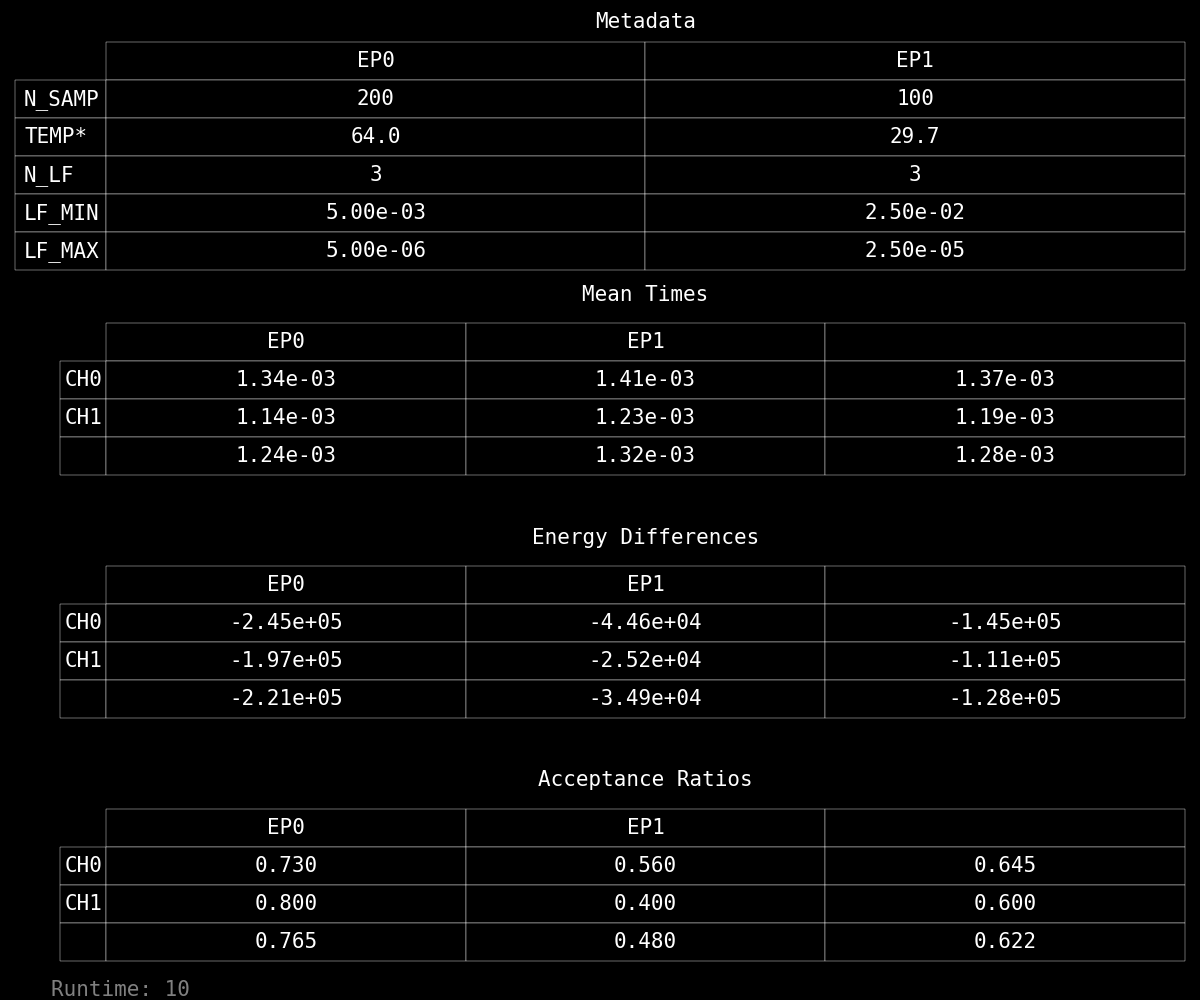 Metadata
EP0 EP1
N_SAMP 200 100
TEMP* 64.0 29.7
N_LF 3 3
LF_MIN 5.00e-03 2.50e-02
LF_MAX 5.00e-06 2.50e-05
Mean Times
EP0 EP1
CH0 1.34e-03 1.41e-03 1.37e-03
CH1 1.14e-03 1.23e-03 1.19e-03
1.24e-03 1.32e-03 1.28e-03
Energy Differences
EP0 EP1
CH0 -2.45e+05 -4.46e+04 -1.45e+05
CH1 -1.97e+05 -2.52e+04 -1.11e+05
-2.21e+05 -3.49e+04 -1.28e+05
Acceptance Ratios
EP0 EP1
CH0 0.730 0.560 0.645
CH1 0.800 0.400 0.600
0.765 0.480 0.622
Runtime: 10